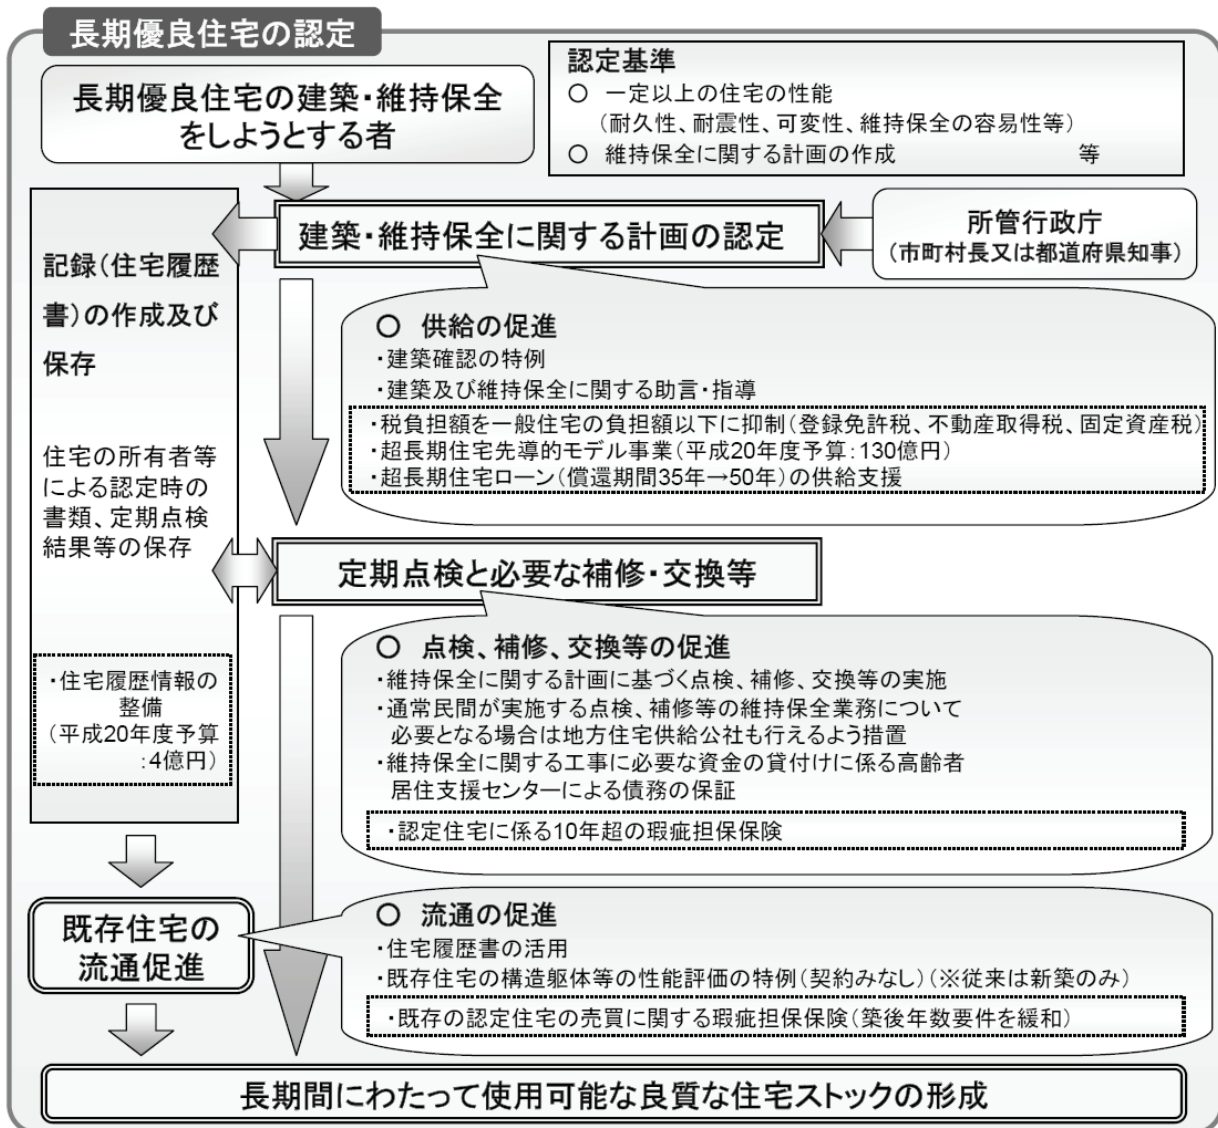 長期優良住宅の認定
長期優良住宅の建築・維持保全
をしようとする者
認定基準
○ 一定以上の住宅の性能
（耐久性、耐震性、可変性、維持保全の容易性等）
○ 維持保全に関する計画の作成 等
建築・維持保全に関する計画の認定
所管行政庁
（市町村長又は都道府県知事）
記録（住宅履歴
書）の作成及び
保存
住宅の所有者等
による認定時の
書類、定期点検
結果等の保存
・住宅履歴情報の
整備
（平成20年度予算
:4億円）
○ 供給の促進
・建築確認の特例
・建築及び維持保全に関する助言・指導
・税負担額を一般住宅の負担額以下に抑制（登録免許税、不動産取得税、固定資産税）
・超長期住宅先導的モデル事業（平成20年度予算：130億円）
・超長期住宅ローン（償還期間35年→50年）の供給支援
定期点検と必要な補修・交換等
○ 点検、補修、交換等の促進
・維持保全に関する計画に基づく点検、補修、交換等の実施
・通常民間が実施する点検、補修等の維持保全業務について
必要となる場合は地方住宅供給公社も行えるよう措置
・維持保全に関する工事に必要な資金の貸付けに係る高齢者
居住支援センターによる債務の保証
・認定住宅に係る10年超の瑕疵担保保険
既存住宅の
流通促進
○ 流通の促進
・住宅履歴書の活用
・既存住宅の構造躯体等の性能評価の特例（契約みなし）（※従来は新築のみ）
・既存の認定住宅の売買に関する瑕疵担保保険（築後年数要件を緩和）
長期間にわたって使用可能な良質な住宅ストックの形成